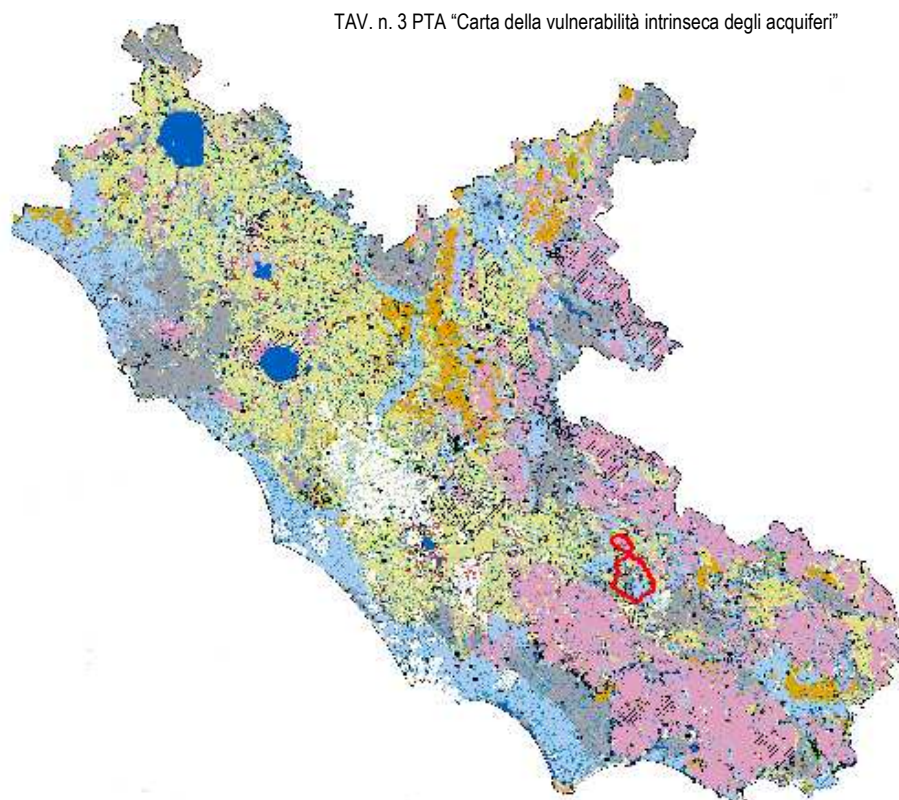 TAV. n. 3 PTA “Carta della vulnerabilità intrinseca degli acquiferi”